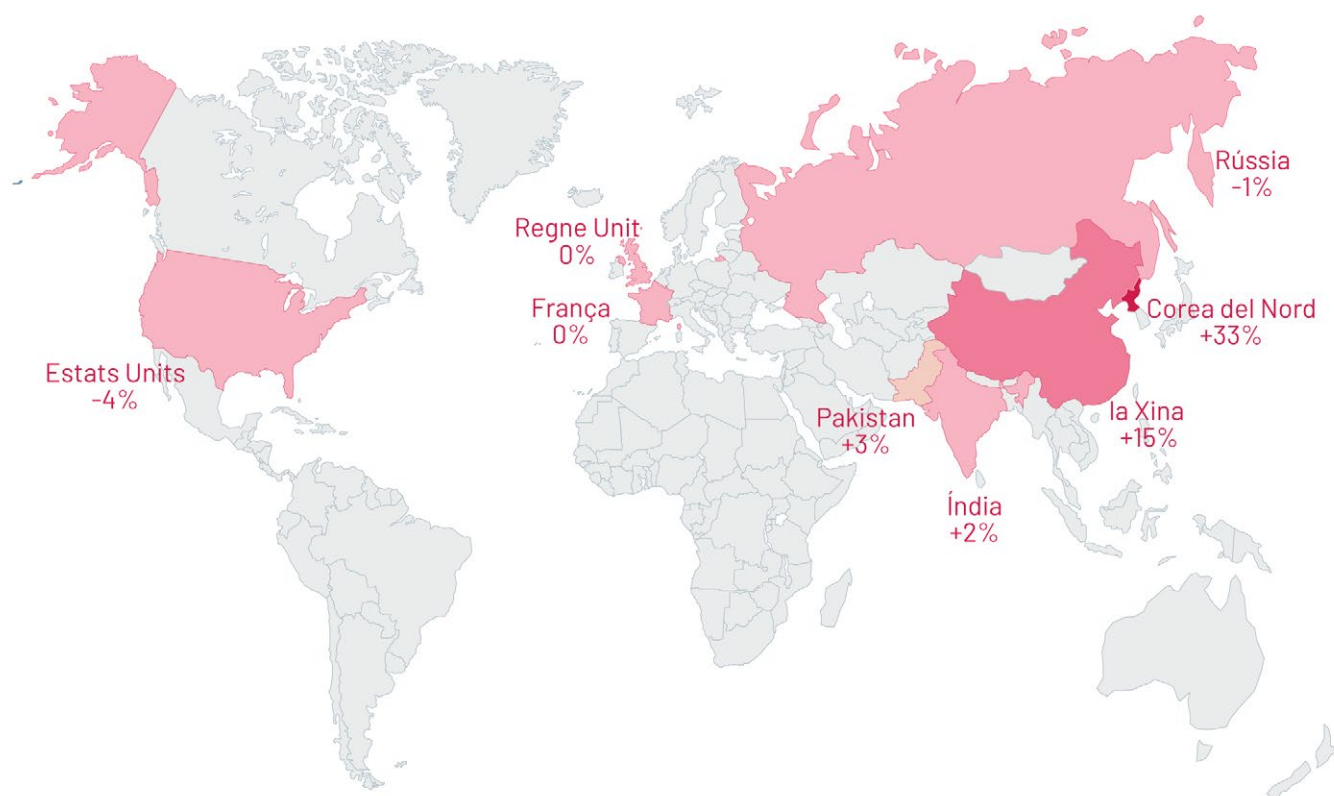 Rússia
-1%
Regne Unit
0%
França
0%
Corea del Nord
+33%
Estats Units
-4%
Pakistan
+3%
la Xina
+15%
Índia
+2%